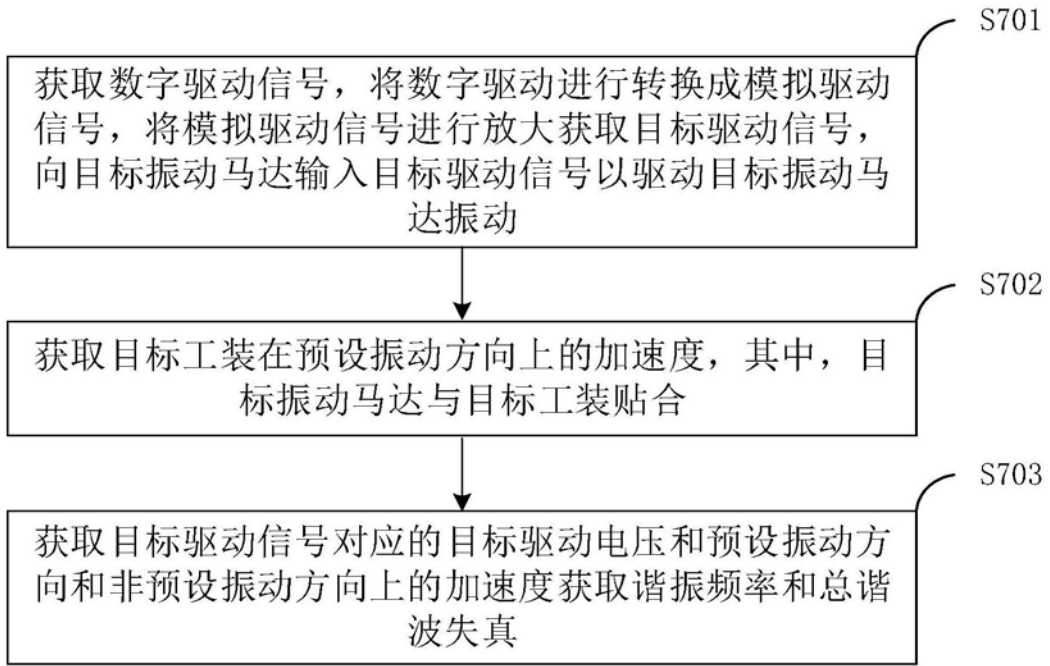 S701
获取数字驱动信号，将数字驱动进行转换成模拟驱动
信号，将模拟驱动信号进行放大获取目标驱动信号，
向目标振动马达输入目标驱动信号以驱动目标振动马
达振动
S702
获取目标工装在预设振动方向上的加速度，其中，目
标振动马达与目标工装贴合
S703
获取目标驱动信号对应的目标驱动电压和预设振动方
向和非预设振动方向上的加速度获取谐振频率和总谐
波失真